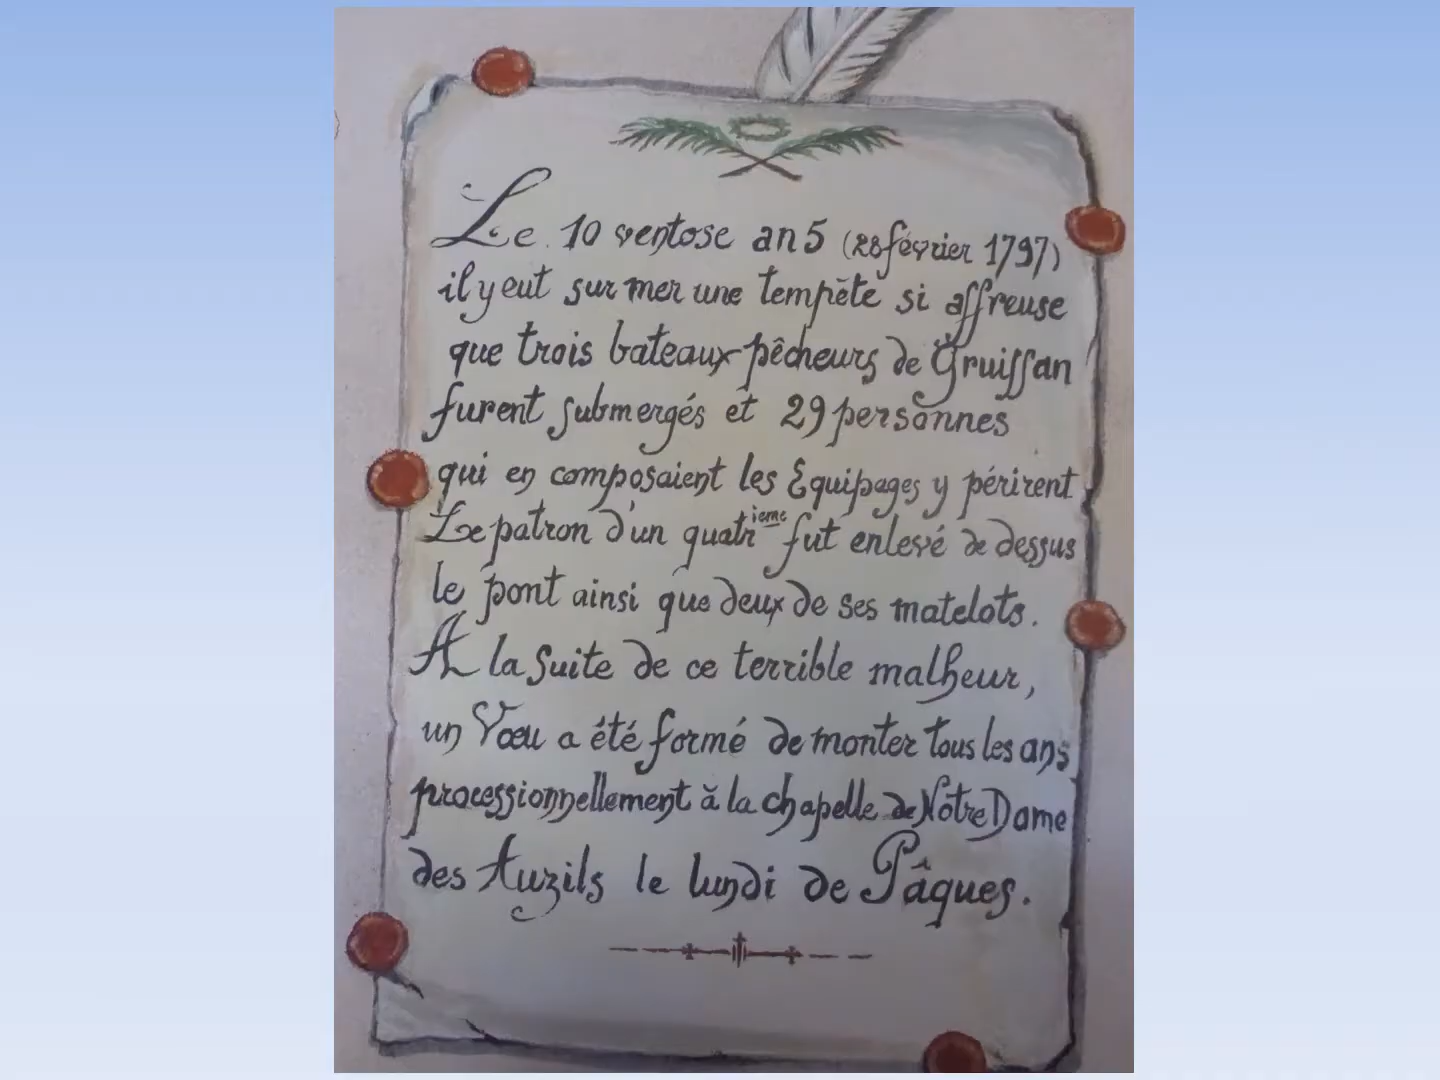 Le 10 ventose an 5 (28 février 1797)
il y eut sur mer une tempête si affreuse
que trois bateaux pêcheurs de Gruissan
furent submergés et 29 personnes
qui en composaient les Equipages y périrent
Le patron d'un quatrieme fut enlevé de dessus
le pont ainsi que deux de ses matelots.
A la suite de ce terrible malheur,
un Vœu a été formé de monter tous les ans
processionnellement à la chapelle de Notre Dame
des Auzils le lundi de Pâques.